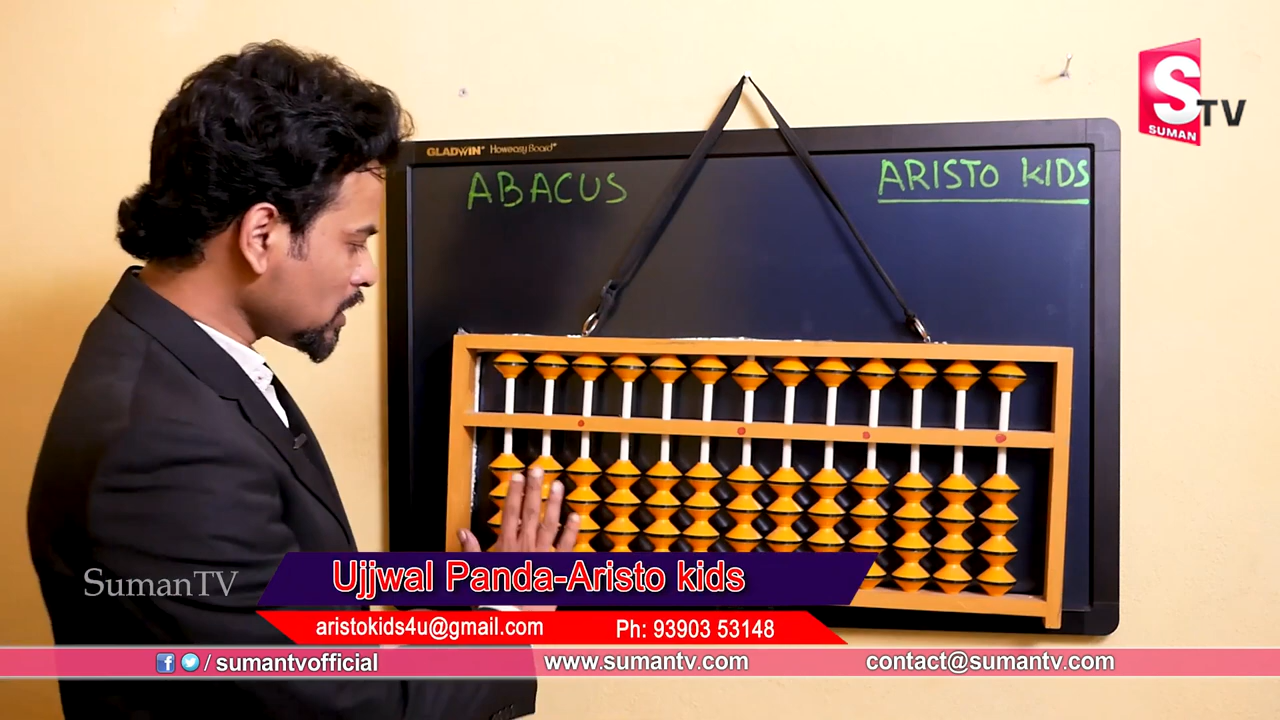 S TV
SUMAN
GLADWIN Howeasy Board
ABACUS
ARISTO KIDS
SumanTV
Ujjwal Panda-Aristo kids
aristokids4u@gmail.com
Ph: 93903 53148
f / sumantvofficial
www.sumantv.com
contact@sumantv.com